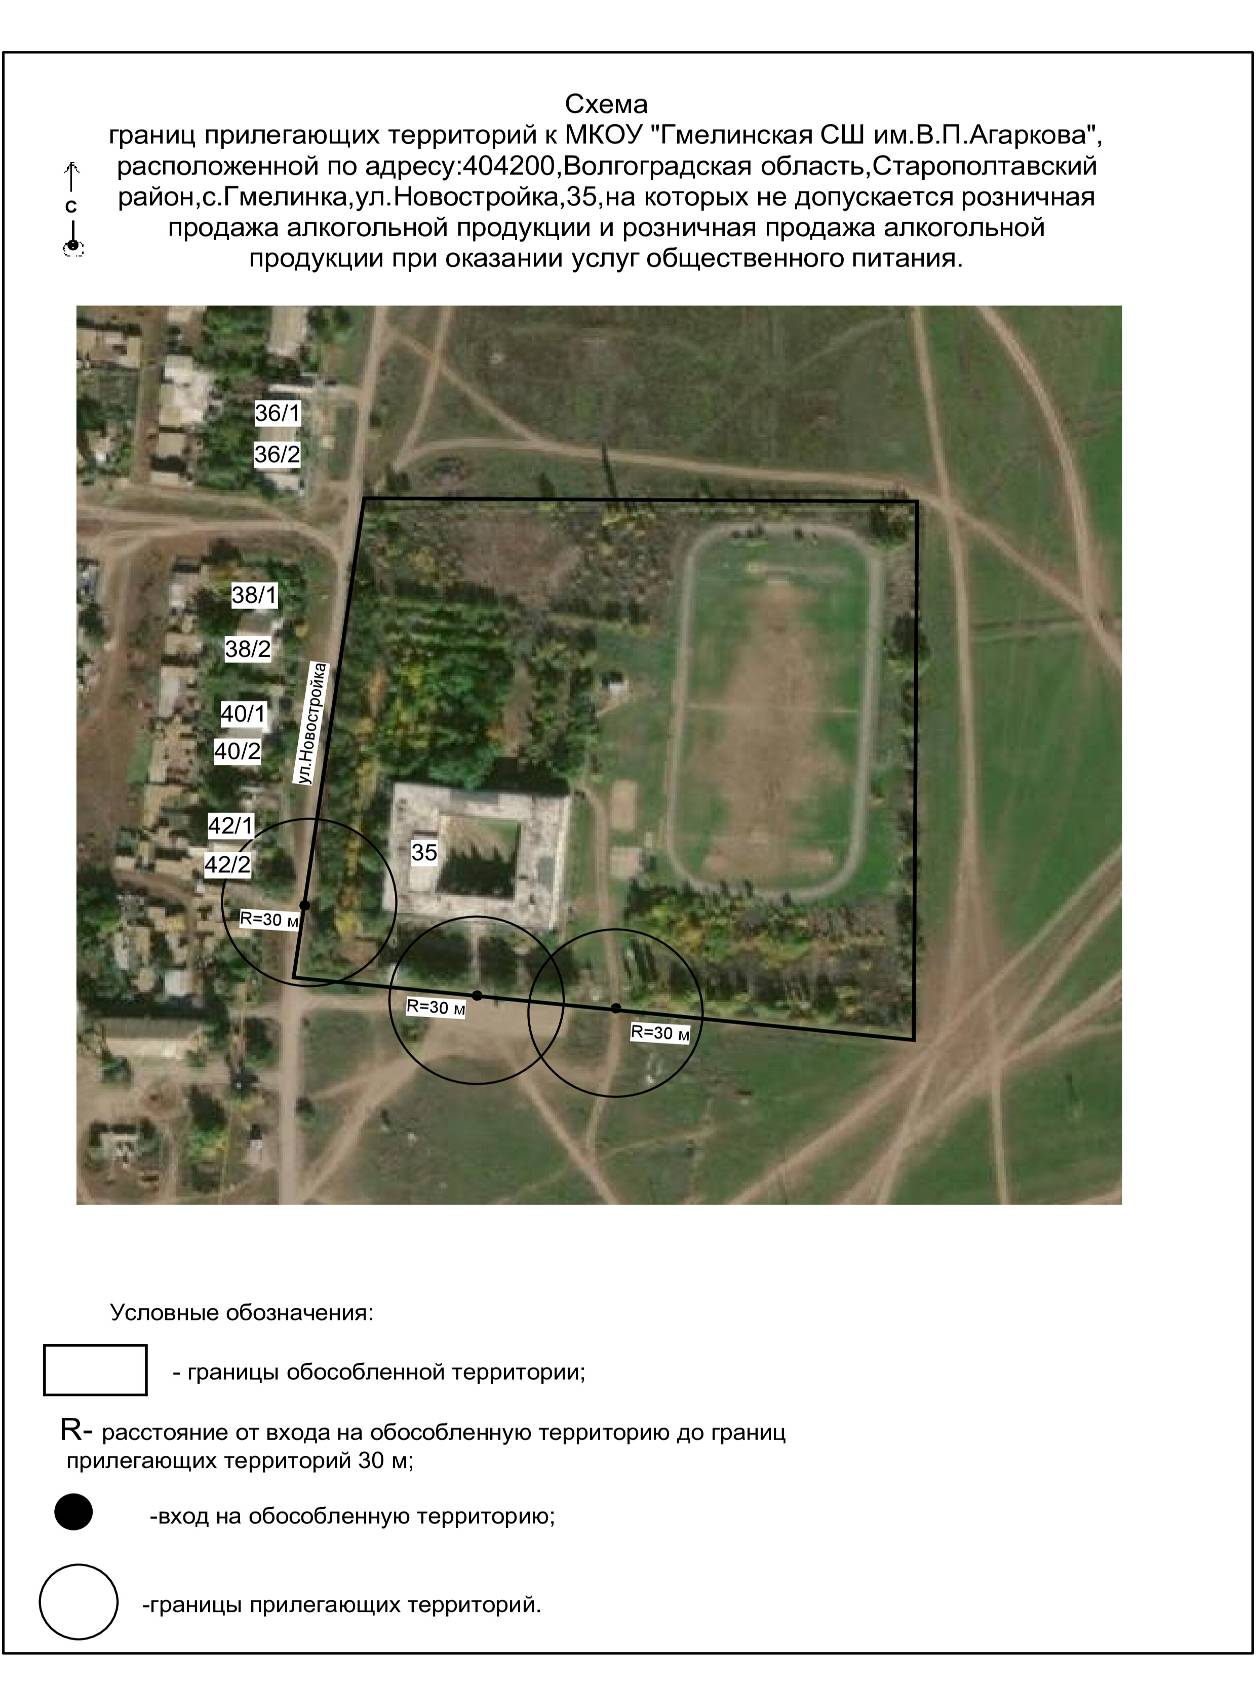 Схема
границ прилегающих территорий к МКОУ "Гмелинская СШ им.В.П.Агаркова",
расположенной по адресу:404200,Волгоградская область,Старополтавский
район,с.Гмелинка,ул.Новостройка,35,на которых не допускается розничная
продажа алкогольной продукции и розничная продажа алкогольной
продукции при оказании услуг общественного питания.
С
36/1
36/2
38/1
38/2
ул.Новостройка
40/1
40/2
42/1
42/2
35
R=30 м
R=30 м
R=30 м
Условные обозначения:
- границы обособленной территории;
R- расстояние от входа на обособленную территорию до границ
прилегающих территорий 30 м;
-вход на обособленную территорию;
-границы прилегающих территорий.